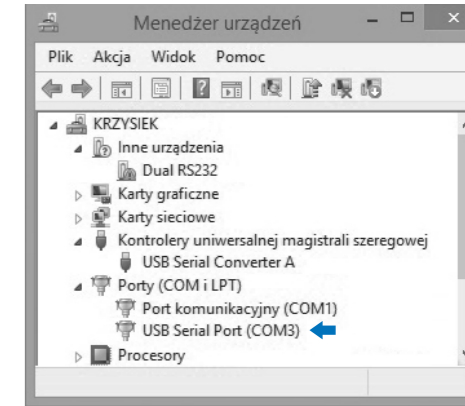 Menedżer urządzeń
Plik Akcja Widok Pomoc
KRZYSIEK
Inne urządzenia
Dual RS232
Karty graficzne
Karty sieciowe
Kontrolery uniwersalnej magistrali szeregowej
USB Serial Converter A
Porty (COM i LPT)
Port komunikacyjny (COM1)
USB Serial Port (COM3)
Procesory